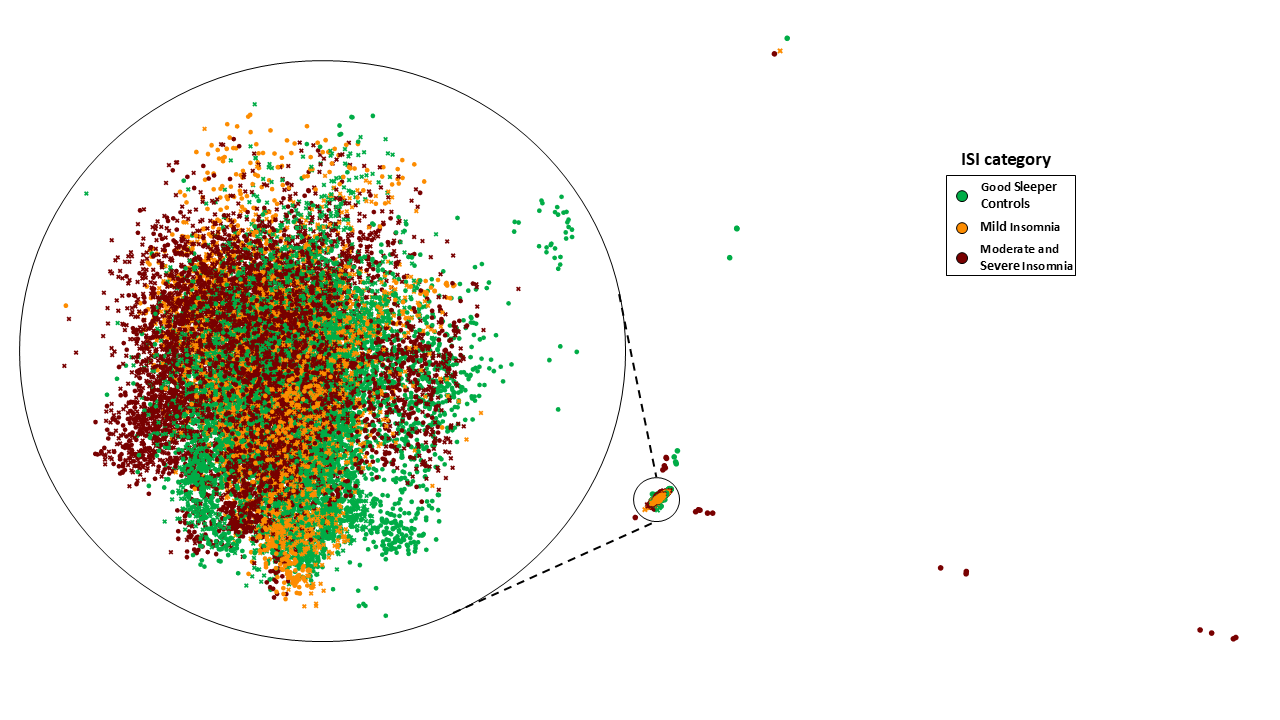 ISI category
Good Sleeper
Controls
Mild Insomnia
Moderate and
Severe Insomnia